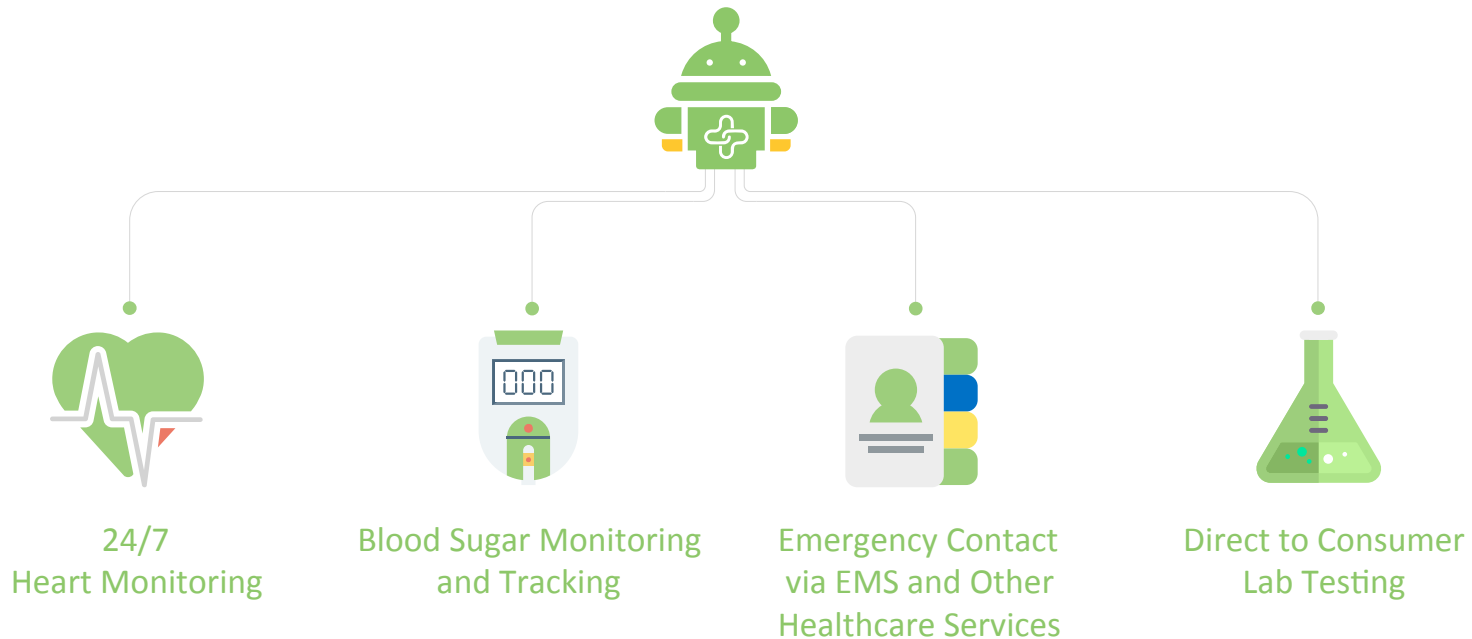 000
24/7
Heart Monitoring
Blood Sugar Monitoring
and Tracking
Emergency Contact
via EMS and Other
Healthcare Services
Direct to Consumer
Lab Testing